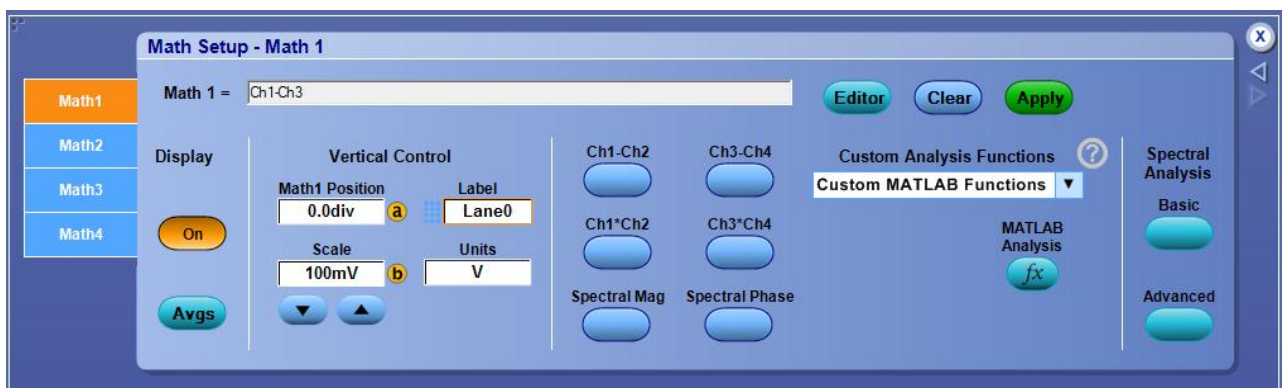 Math Setup - Math 1
X
Math1
Math2
Math3
Math4
Math 1 = Ch1-Ch3
Editor Clear Apply
Display
On
Avgs
Vertical Control
Math1 Position Label
0.0div a Lane0
Scale Units
100mV b V
Ch1-Ch2 Ch3-Ch4
Ch1*Ch2 Ch3*Ch4
Spectral Mag Spectral Phase
Custom Analysis Functions ?
Custom MATLAB Functions
MATLAB
Analysis
fx
Spectral
Analysis
Basic
Advanced